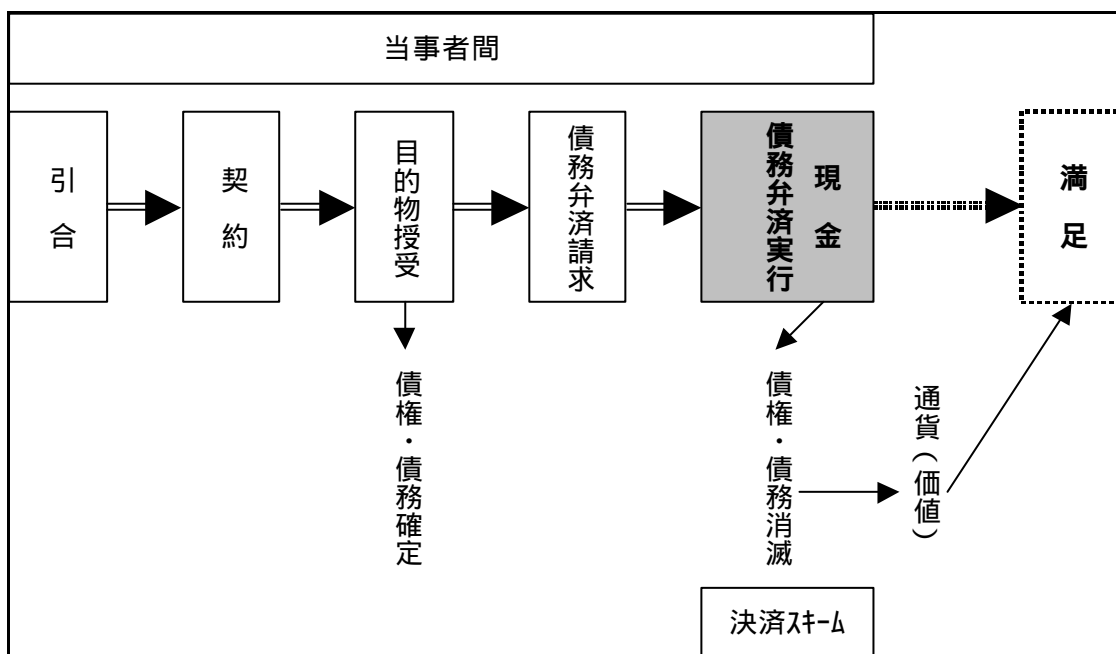 当事者間
引合
契約
目的物授受
債務弁済請求
現金
債務弁済実行
満足
債権・債務確定
債権・債務消滅
通貨(価値)
決済ｽｷｰﾑ